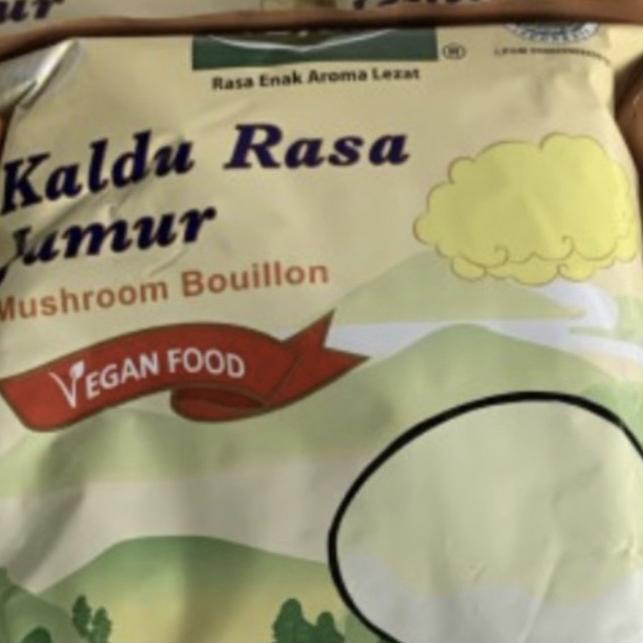 Rasa Enak Aroma Lezat
®
Kaldu Rasa
Jamur
Mushroom Bouillon
VEGAN FOOD